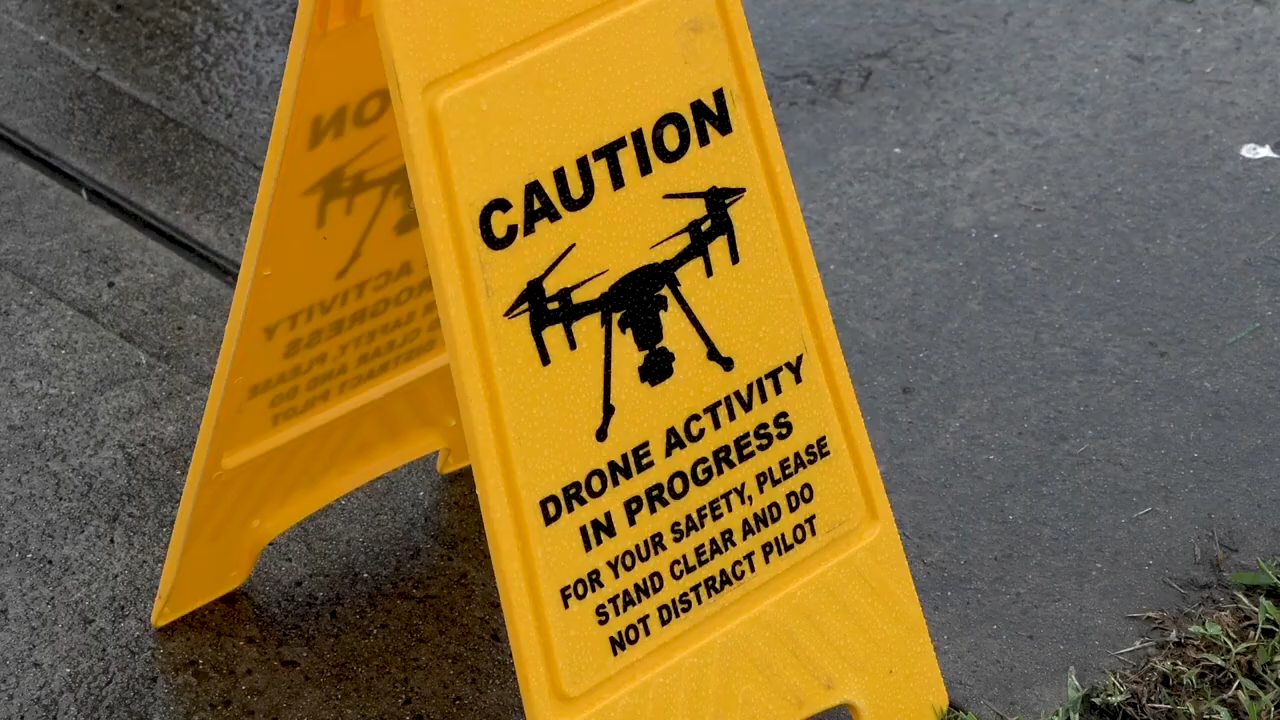 CAUTION
DRONE ACTIVITY
IN PROGRESS
FOR YOUR SAFETY, PLEASE
STAND CLEAR AND DO
NOT DISTRACT PILOT